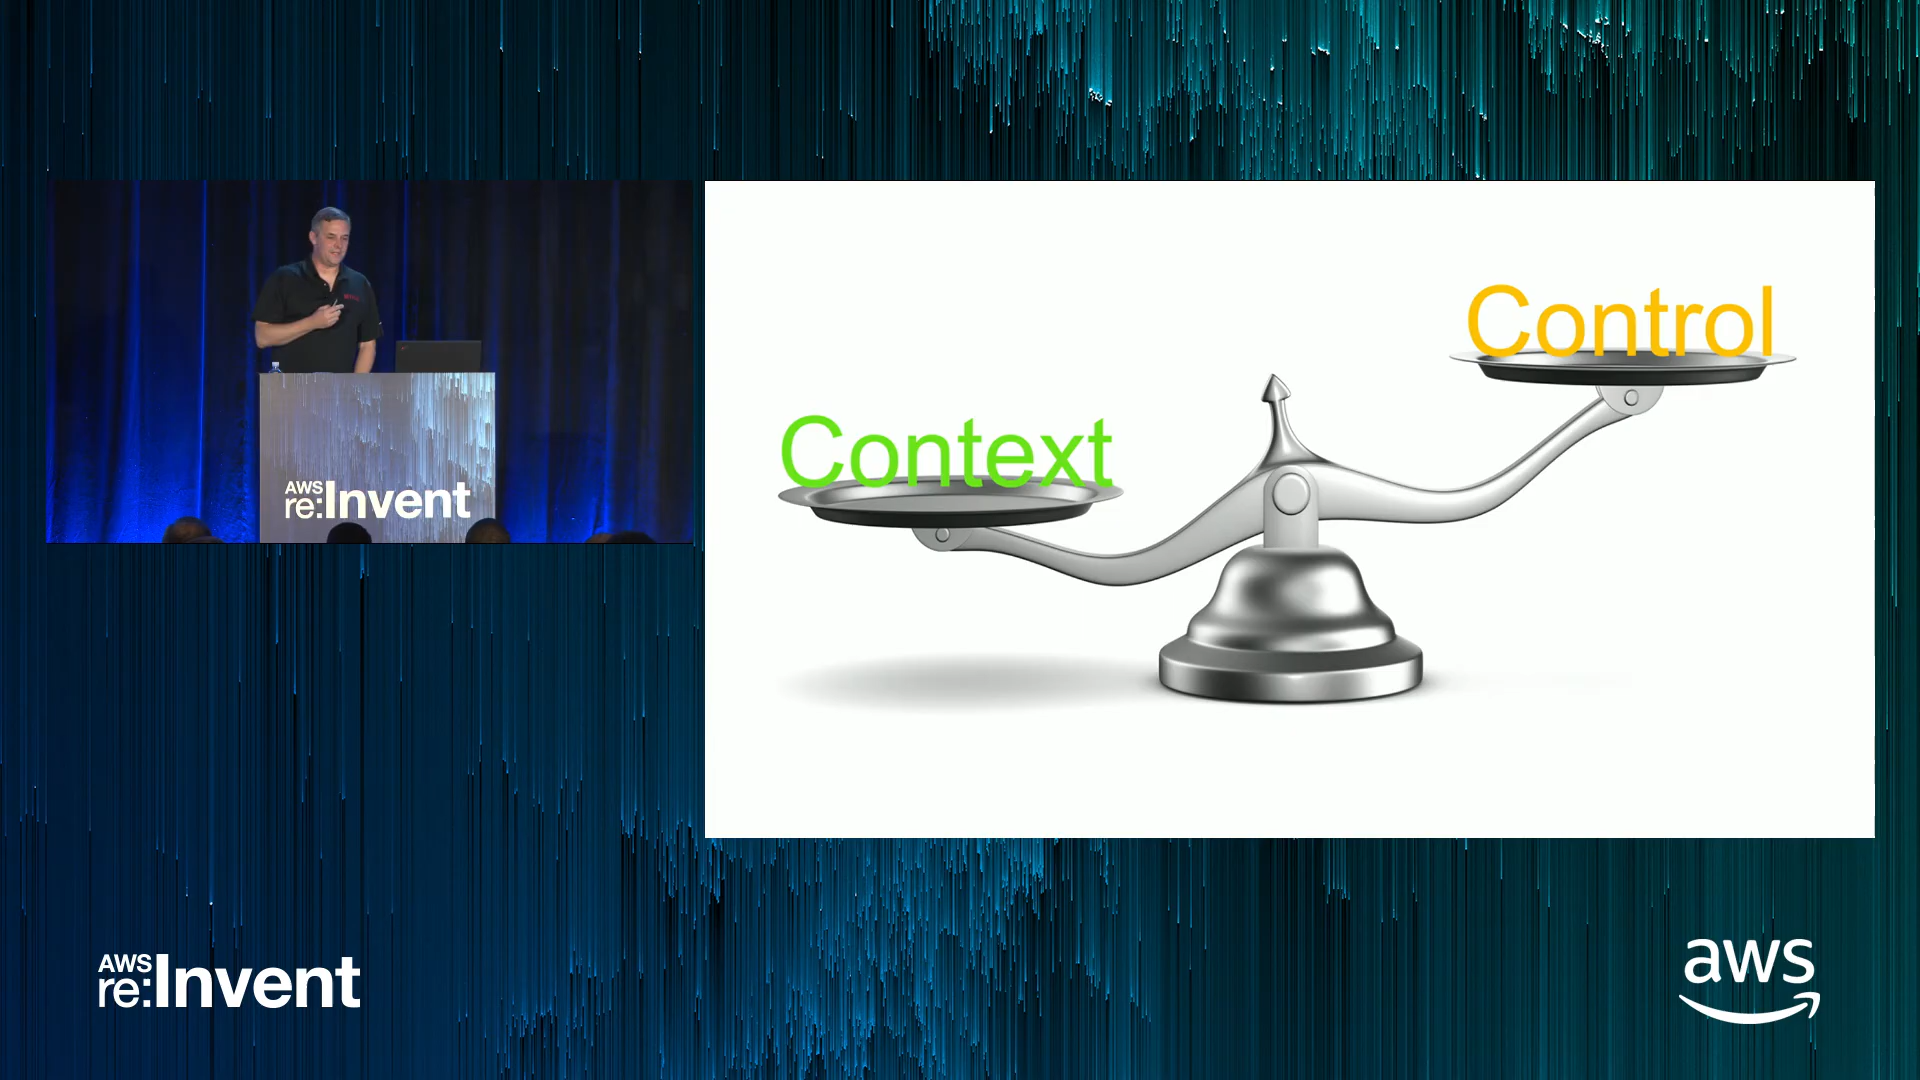 Control
Context
AWS
re:Invent
AWS
re:Invent
aws